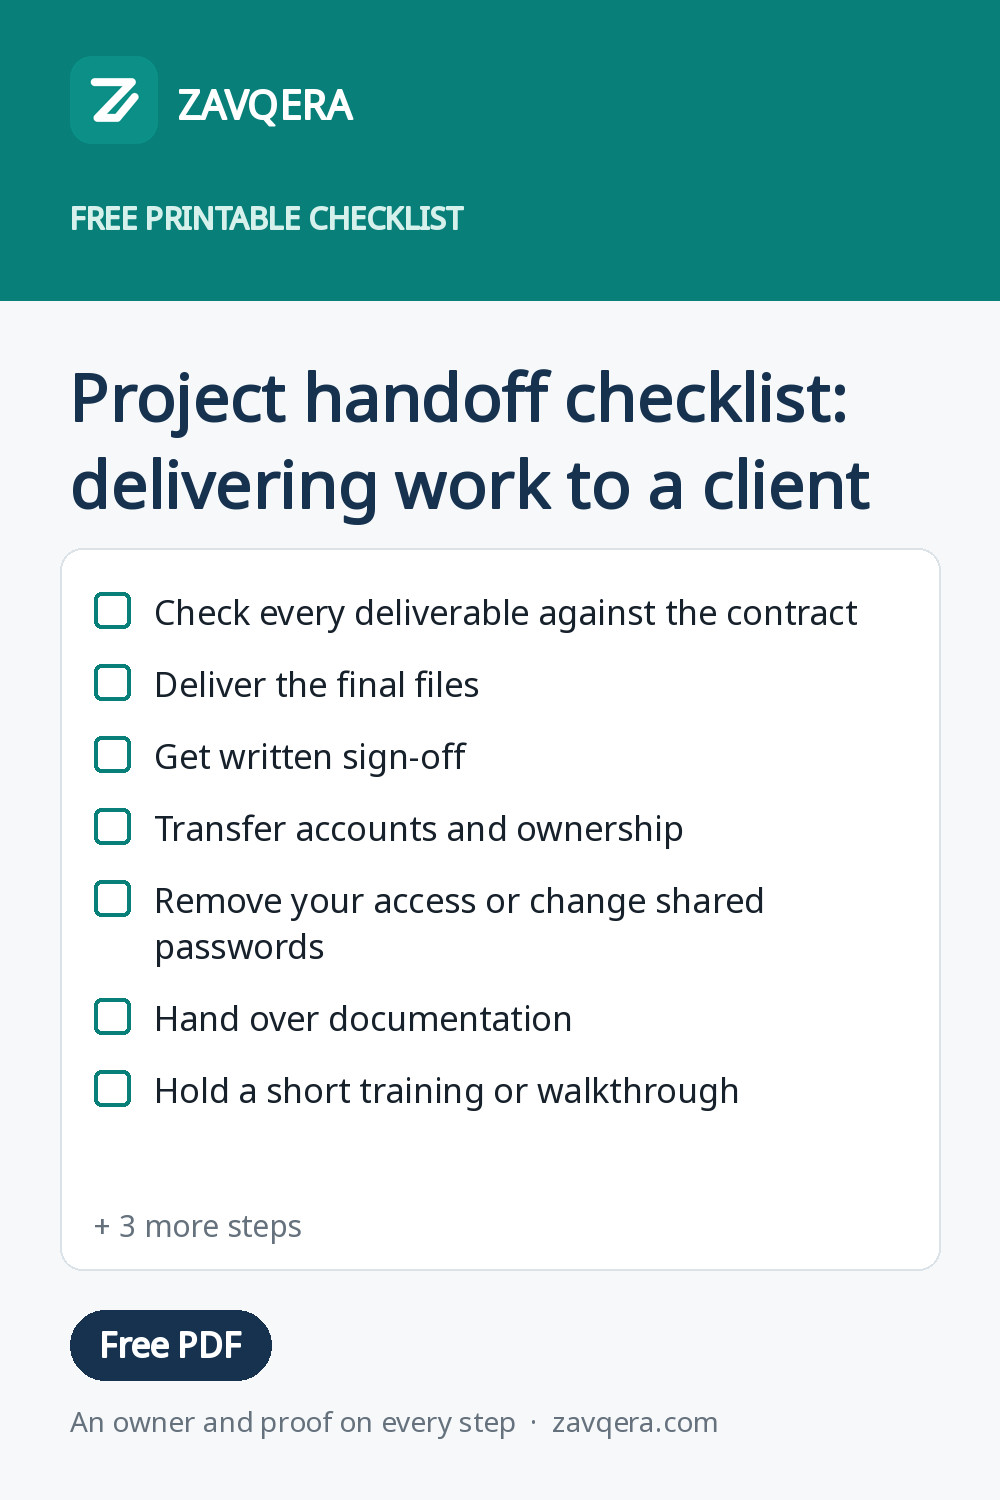 ZAVQERA
FREE PRINTABLE CHECKLIST
Project handoff checklist:
delivering work to a client
Check every deliverable against the contract
Deliver the final files
Get written sign-off
Transfer accounts and ownership
Remove your access or change shared
passwords
Hand over documentation
Hold a short training or walkthrough
+ 3 more steps
Free PDF
An owner and proof on every step · zavqera.com